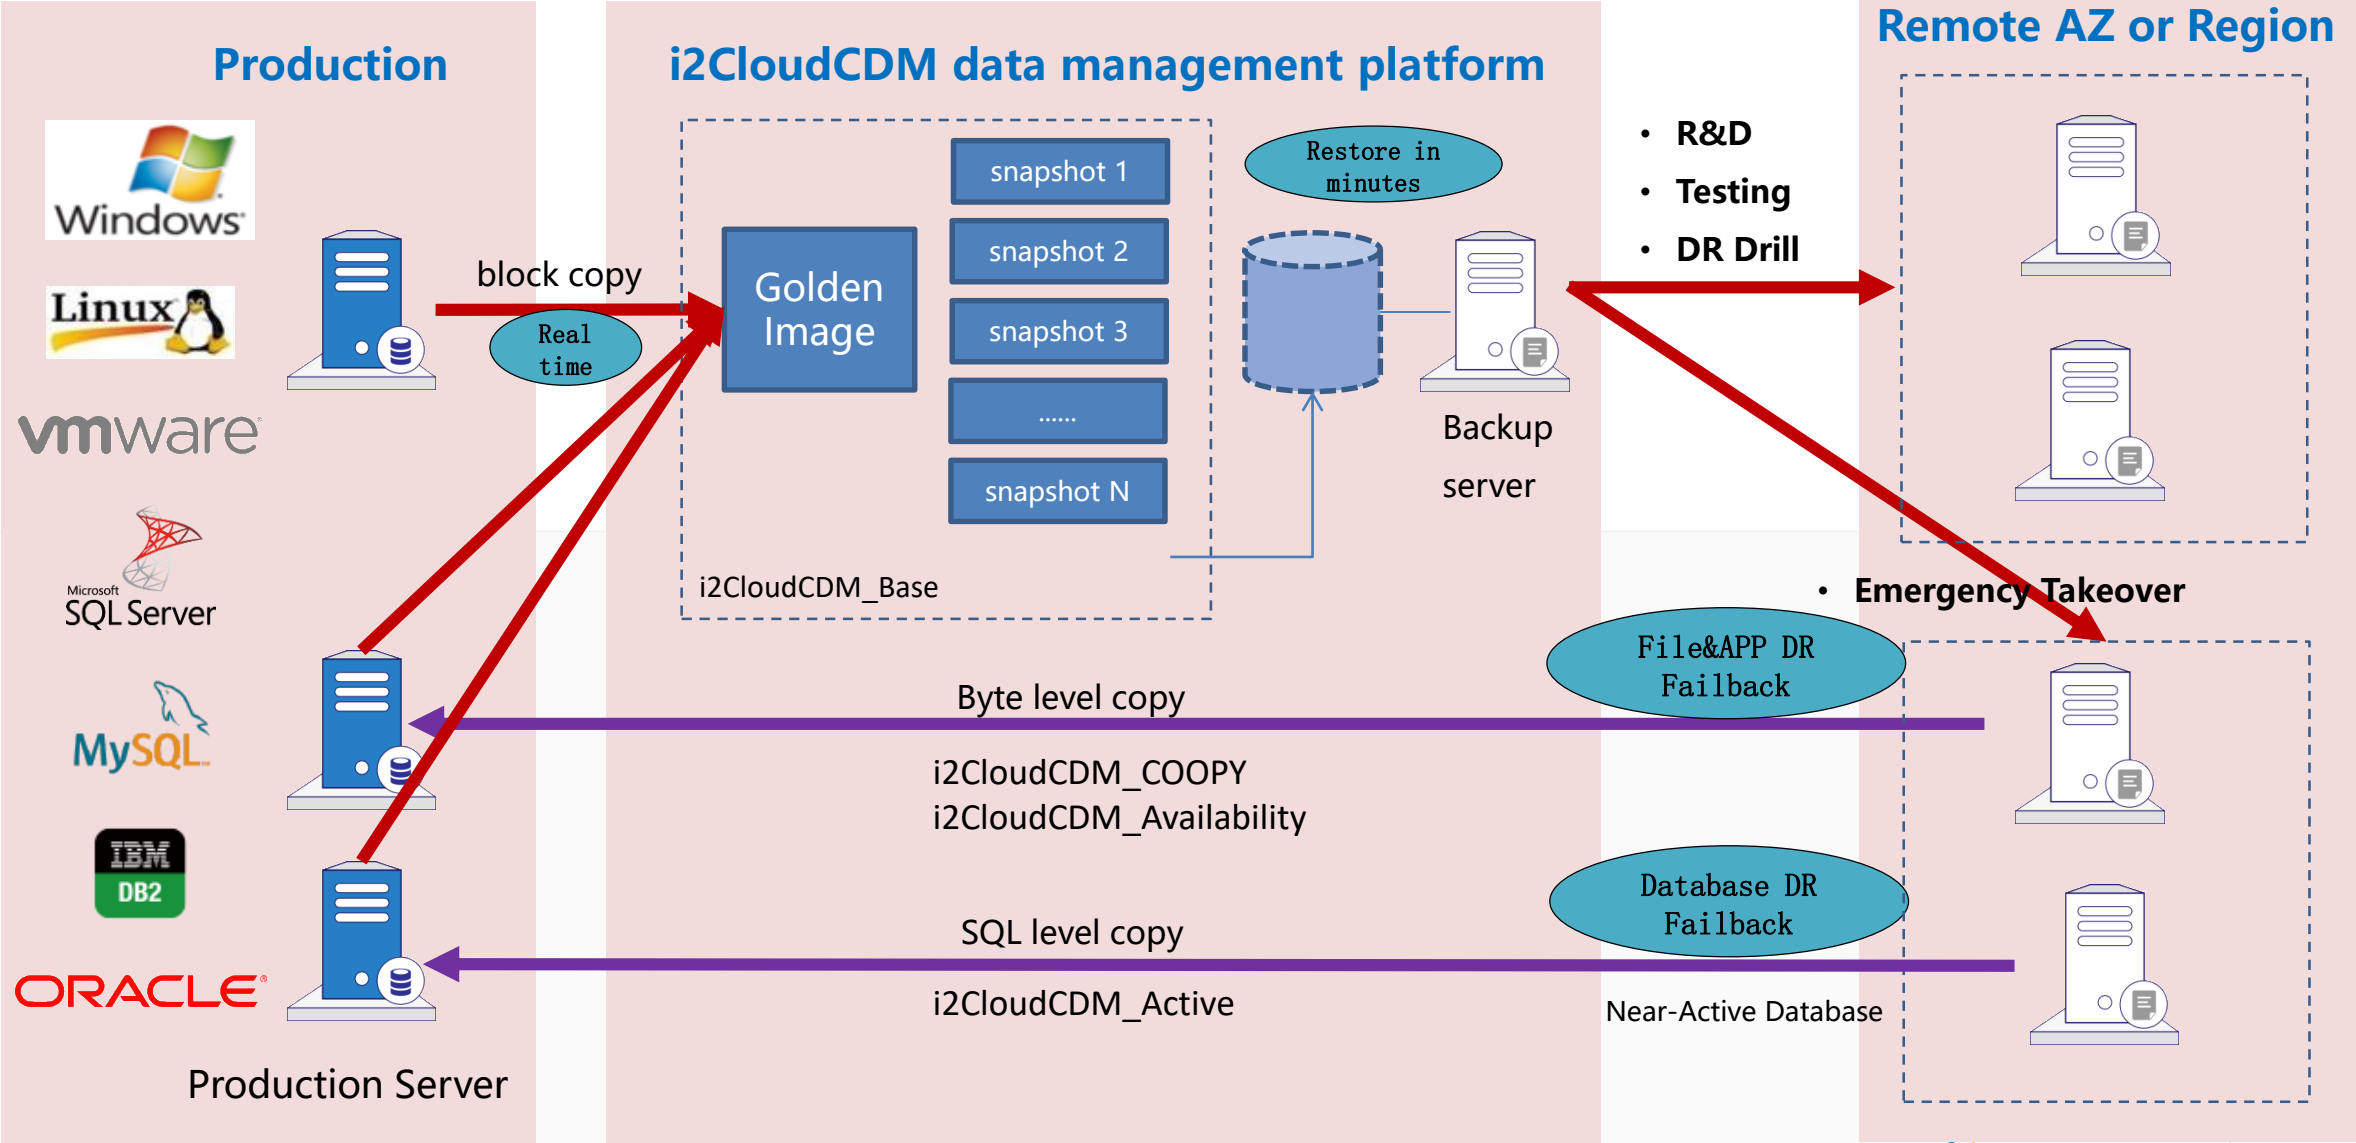 Production
i2CloudCDM data management platform
Remote AZ or Region
Windows
Linux
vmware
Microsoft
SQL Server
MySQL
IBM
DB2
ORACLE
Production Server
block copy
Real
time
Golden
Image
snapshot 1
snapshot 2
snapshot 3
......
snapshot N
i2CloudCDM_Base
Restore in
minutes
Backup
server
• R&D
• Testing
• DR Drill
• Emergency Takeover
File&APP DR
Failback
Byte level copy
i2CloudCDM_COOPY
i2CloudCDM_Availability
Database DR
Failback
SQL level copy
i2CloudCDM_Active
Near-Active Database